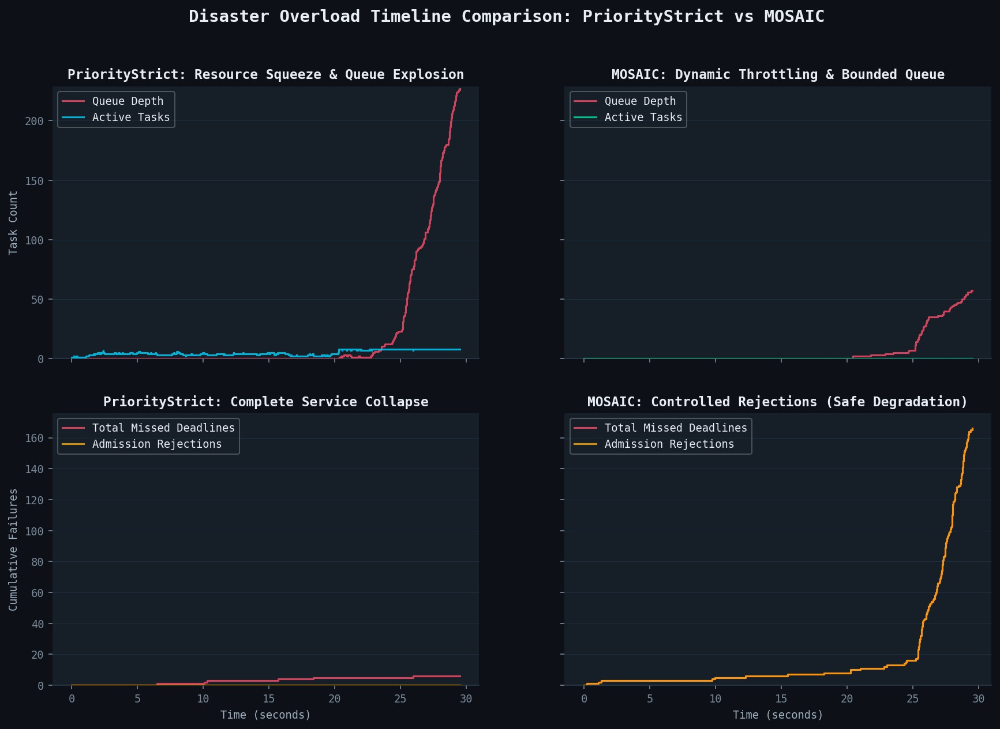 Disaster Overload Timeline Comparison: PriorityStrict vs MOSAIC
PriorityStrict: Resource Squeeze & Queue Explosion
Queue Depth
Active Tasks
Task Count
200
150
100
50
0
MOSAIC: Dynamic Throttling & Bounded Queue
Queue Depth
Active Tasks
PriorityStrict: Complete Service Collapse
Total Missed Deadlines
Admission Rejections
Cumulative Failures
160
140
120
100
80
60
40
20
0
0 5 10 15 20 25 30
Time (seconds)
MOSAIC: Controlled Rejections (Safe Degradation)
Total Missed Deadlines
Admission Rejections
0 5 10 15 20 25 30
Time (seconds)